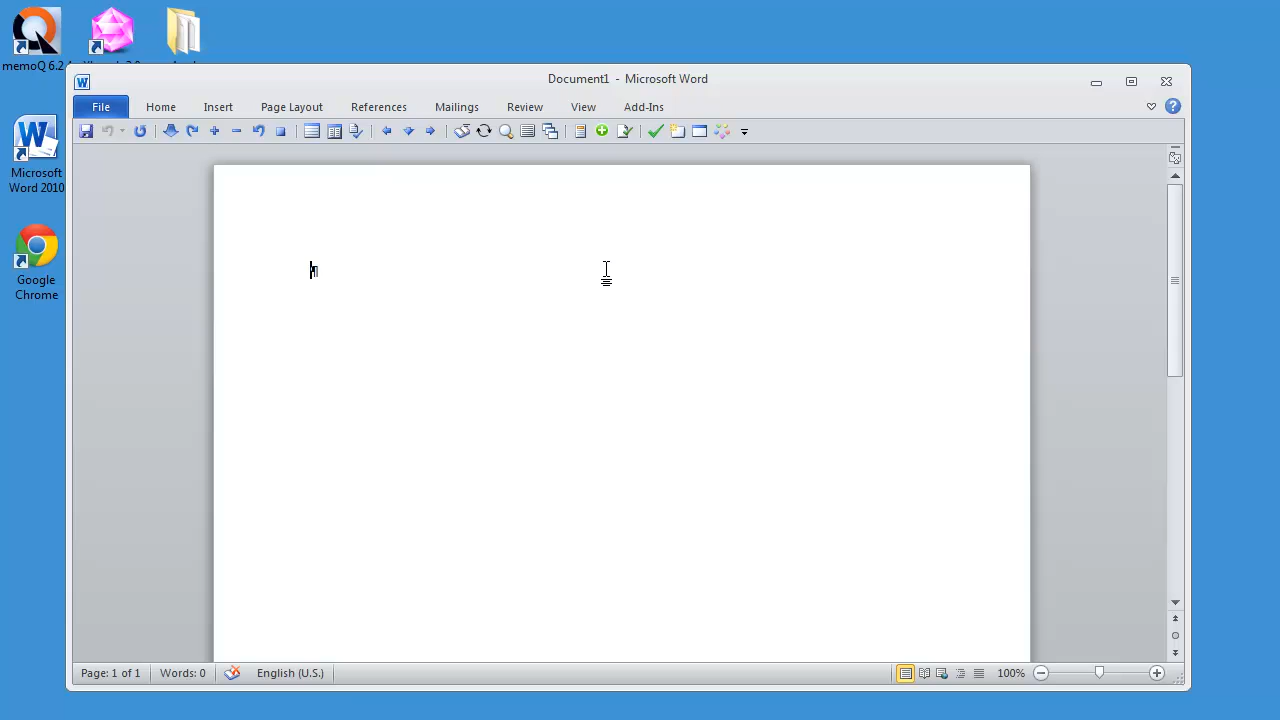 memoQ 6.2
Document1 - Microsoft Word
File Home Insert Page Layout References Mailings Review View Add-Ins
Microsoft
Word 2010
¶
Google
Chrome
Page: 1 of 1 Words: 0 English (U.S.) 100%